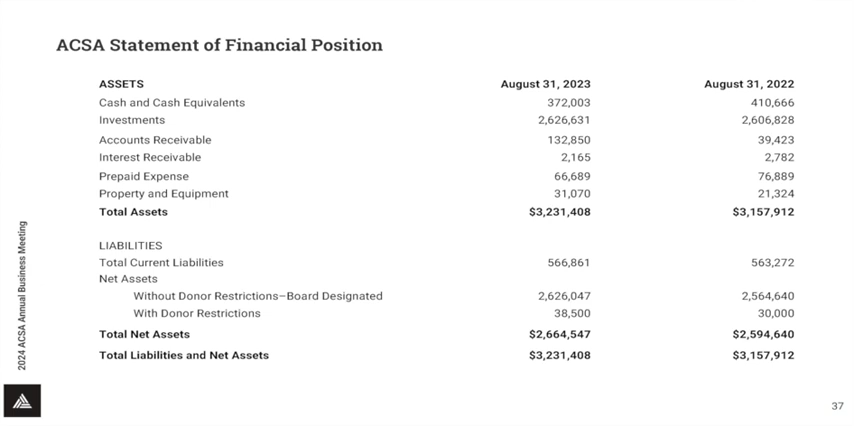 ACSA Statement of Financial Position
ASSETS August 31, 2023 August 31, 2022
Cash and Cash Equivalents 372,003 410,666
Investments 2,626,631 2,606,828
Accounts Receivable 132,850 39,423
Interest Receivable 2,165 2,782
Prepaid Expense 66,689 76,889
Property and Equipment 31,070 21,324
Total Assets $3,231,408 $3,157,912
LIABILITIES
Total Current Liabilities 566,861 563,272
Net Assets
Without Donor Restrictions–Board Designated 2,626,047 2,564,640
With Donor Restrictions 38,500 30,000
Total Net Assets $2,664,547 $2,594,640
Total Liabilities and Net Assets $3,231,408 $3,157,912
2024 ACSA Annual Business Meeting
37